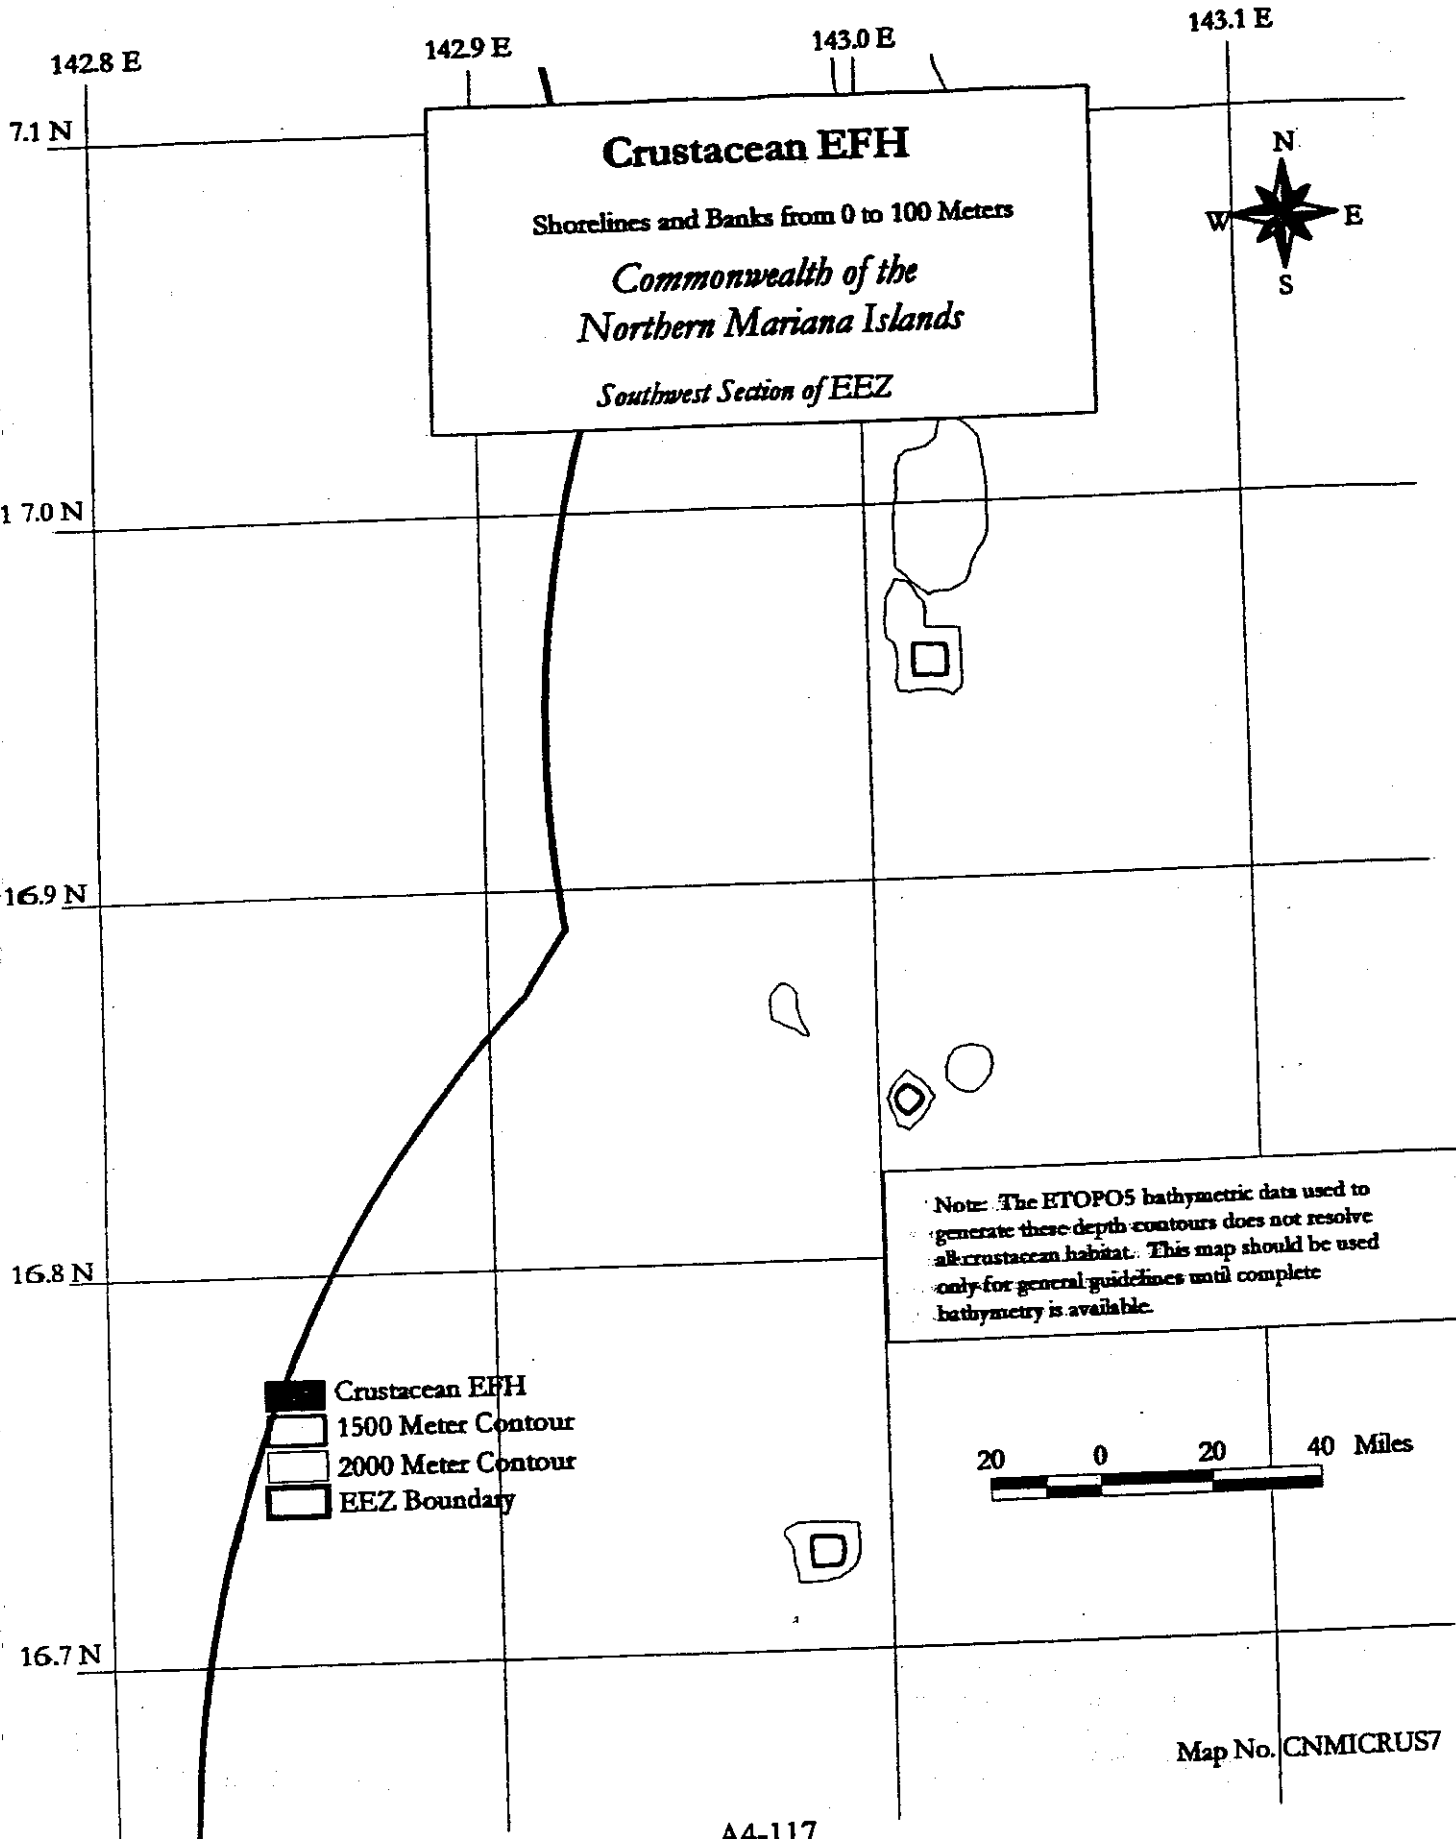 142.8 E
142.9 E
143.0 E
143.1 E
7.1 N
Crustacean EFH
Shorelines and Banks from 0 to 100 Meters
Commonwealth of the
Northern Mariana Islands
Southwest Section of EEZ
N
W
E
S
1 7.0 N
16.9 N
Note: The ETOPO5 bathymetric data used to
generate these depth contours does not resolve
all crustacean habitat. This map should be used
only for general guidelines until complete
bathymetry is available.
16.8 N
Crustacean EFH
1500 Meter Contour
2000 Meter Contour
EEZ Boundary
20 0 20 40 Miles
16.7 N
Map No. CNMICRUS7
A4-117